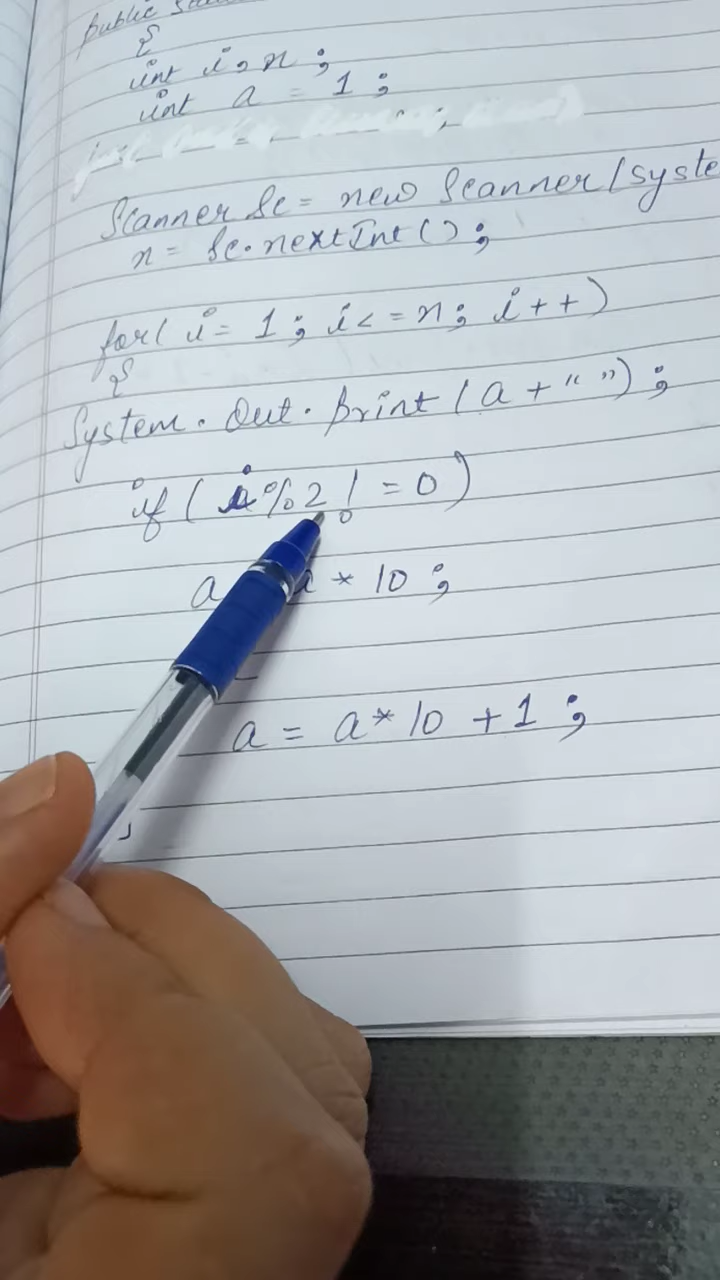 public
{
int i, n ;
int a = 1 ;
Scanner Sc = new Scanner ( Syste
n = Sc.nextInt() ;
for( i = 1 ; i <= n ; i ++ )
{
System.Out.print ( a + “ ” ) ;
if ( i % 2 ! = 0 )
a a * 10 ;
a = a * 10 + 1 ;